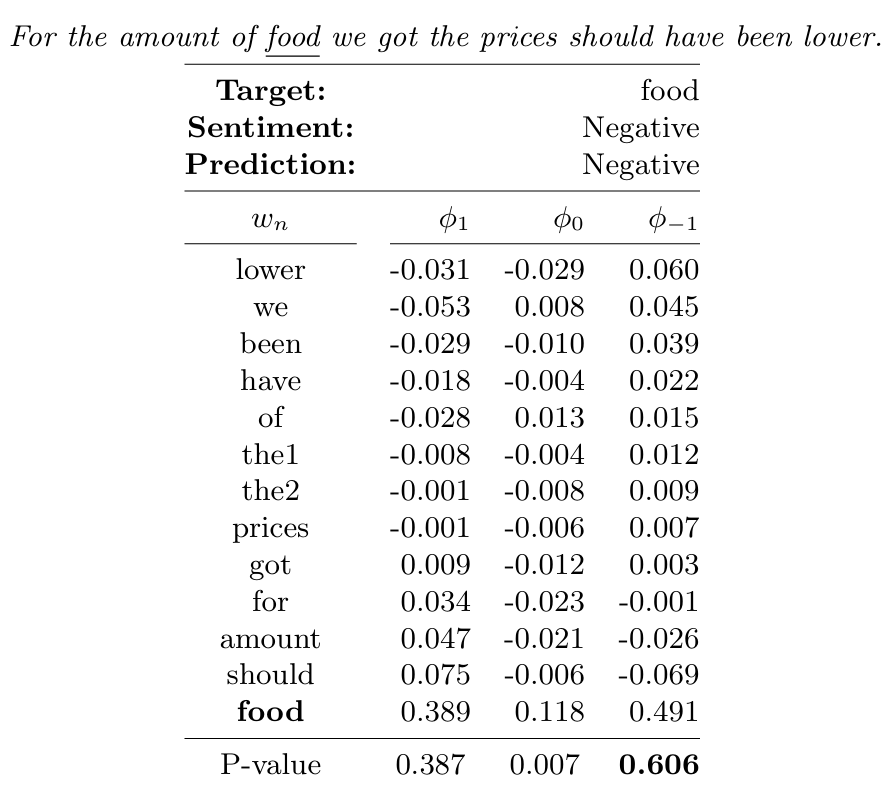 For the amount of food we got the prices should have been lower.
Target: food
Sentiment: Negative
Prediction: Negative
wₙ ϕ₁ ϕ₀ ϕ₋₁
lower -0.031 -0.029 0.060
we -0.053 0.008 0.045
been -0.029 -0.010 0.039
have -0.018 -0.004 0.022
of -0.028 0.013 0.015
the1 -0.008 -0.004 0.012
the2 -0.001 -0.008 0.009
prices -0.001 -0.006 0.007
got 0.009 -0.012 0.003
for 0.034 -0.023 -0.001
amount 0.047 -0.021 -0.026
should 0.075 -0.006 -0.069
food 0.389 0.118 0.491
P-value 0.387 0.007 0.606